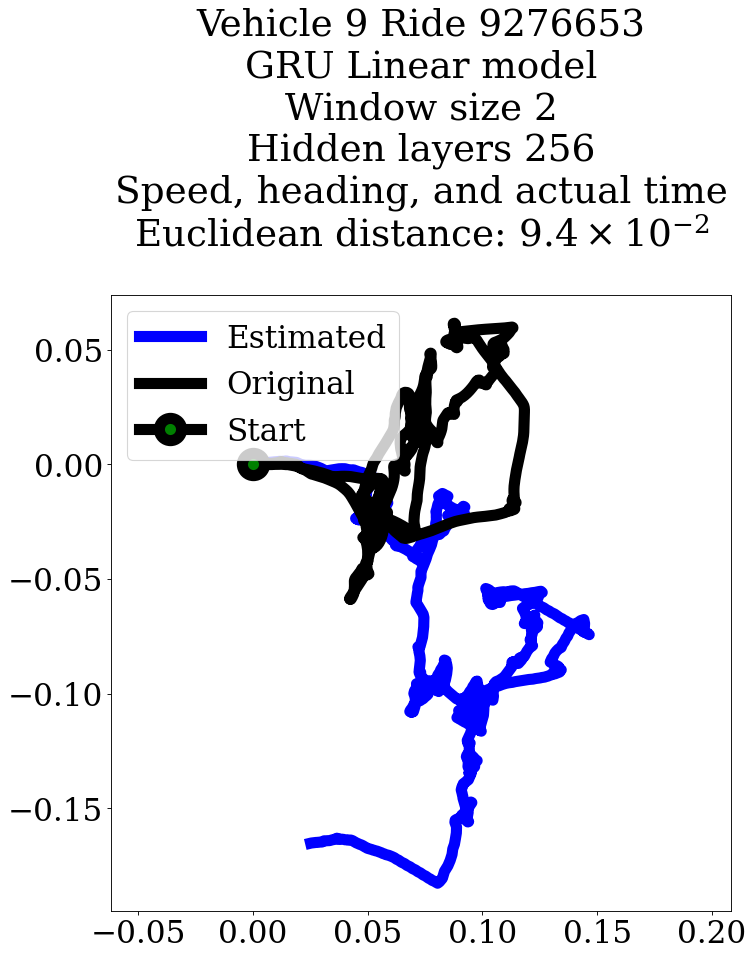 Vehicle 9 Ride 9276653
GRU Linear model
Window size 2
Hidden layers 256
Speed, heading, and actual time
Euclidean distance: 9.4 × 10⁻²
Estimated
Original
Start
0.05
0.00
−0.05
−0.10
−0.15
−0.05 0.00 0.05 0.10 0.15 0.20